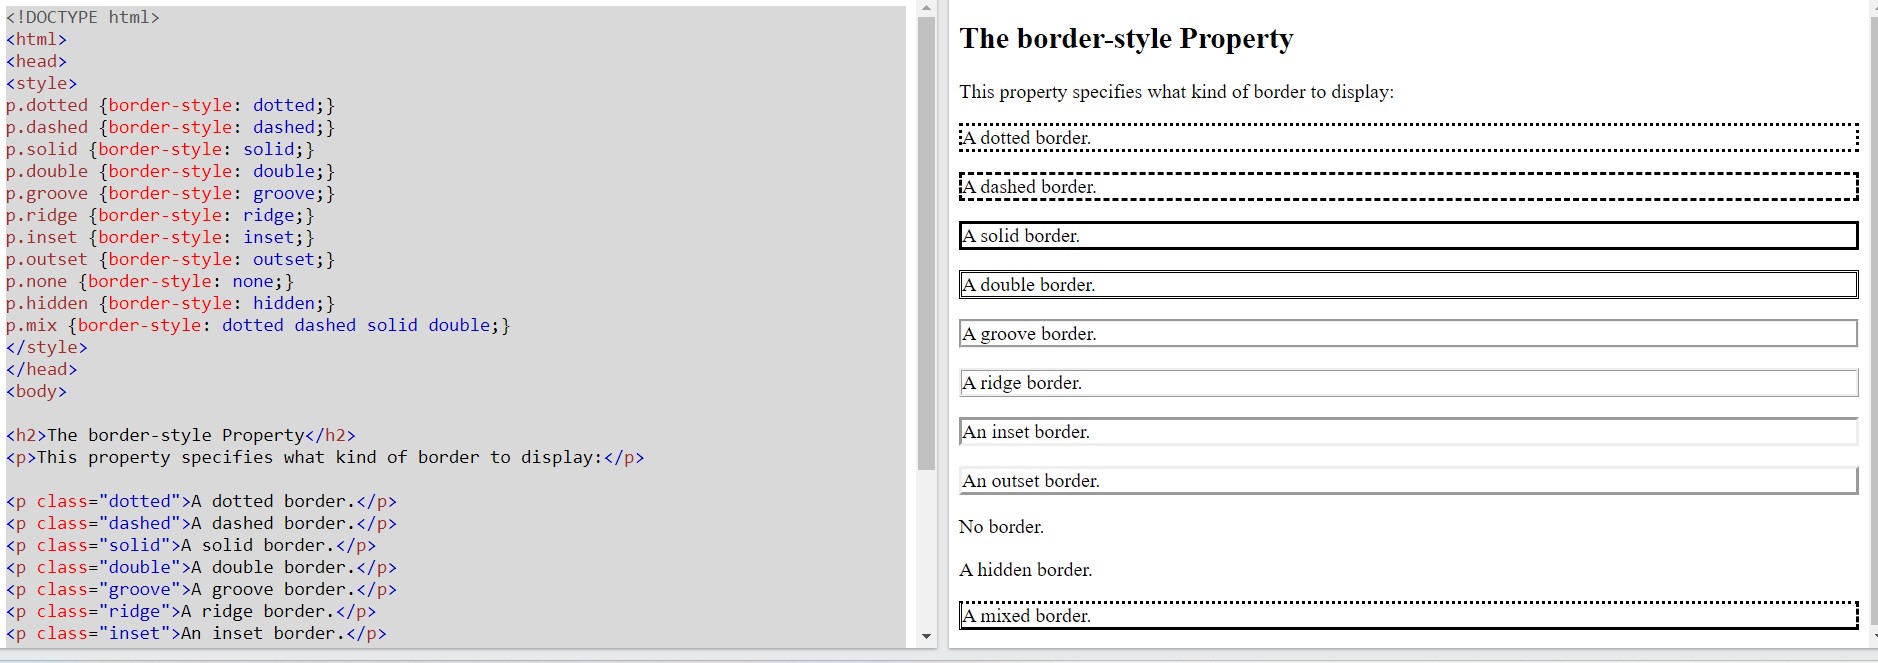 <!DOCTYPE html>
<html>
<head>
<style>
p.dotted {border-style: dotted;}
p.dashed {border-style: dashed;}
p.solid {border-style: solid;}
p.double {border-style: double;}
p.groove {border-style: groove;}
p.ridge {border-style: ridge;}
p.inset {border-style: inset;}
p.outset {border-style: outset;}
p.none {border-style: none;}
p.hidden {border-style: hidden;}
p.mix {border-style: dotted dashed solid double;}
</style>
</head>
<body>
<h2>The border-style Property</h2>
<p>This property specifies what kind of border to display:</p>
<p class="dotted">A dotted border.</p>
<p class="dashed">A dashed border.</p>
<p class="solid">A solid border.</p>
<p class="double">A double border.</p>
<p class="groove">A groove border.</p>
<p class="ridge">A ridge border.</p>
<p class="inset">An inset border.</p>
The border-style Property
This property specifies what kind of border to display:
A dotted border.
A dashed border.
A solid border.
A double border.
A groove border.
A ridge border.
An inset border.
An outset border.
No border.
A hidden border.
A mixed border.